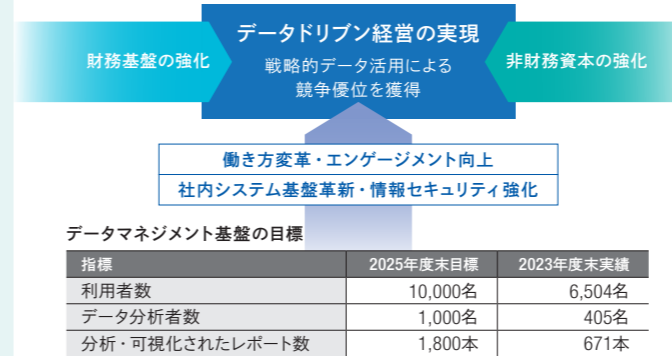 データドリブン経営の実現
財務基盤の強化
戦略的データ活用による
競争優位を獲得
非財務資本の強化
働き方変革・エンゲージメント向上
社内システム基盤革新・情報セキュリティ強化
データマネジメント基盤の目標
指標 2025年度末目標 2023年度末実績
利用者数 10,000名 6,504名
データ分析者数 1,000名 405名
分析・可視化されたレポート数 1,800本 671本